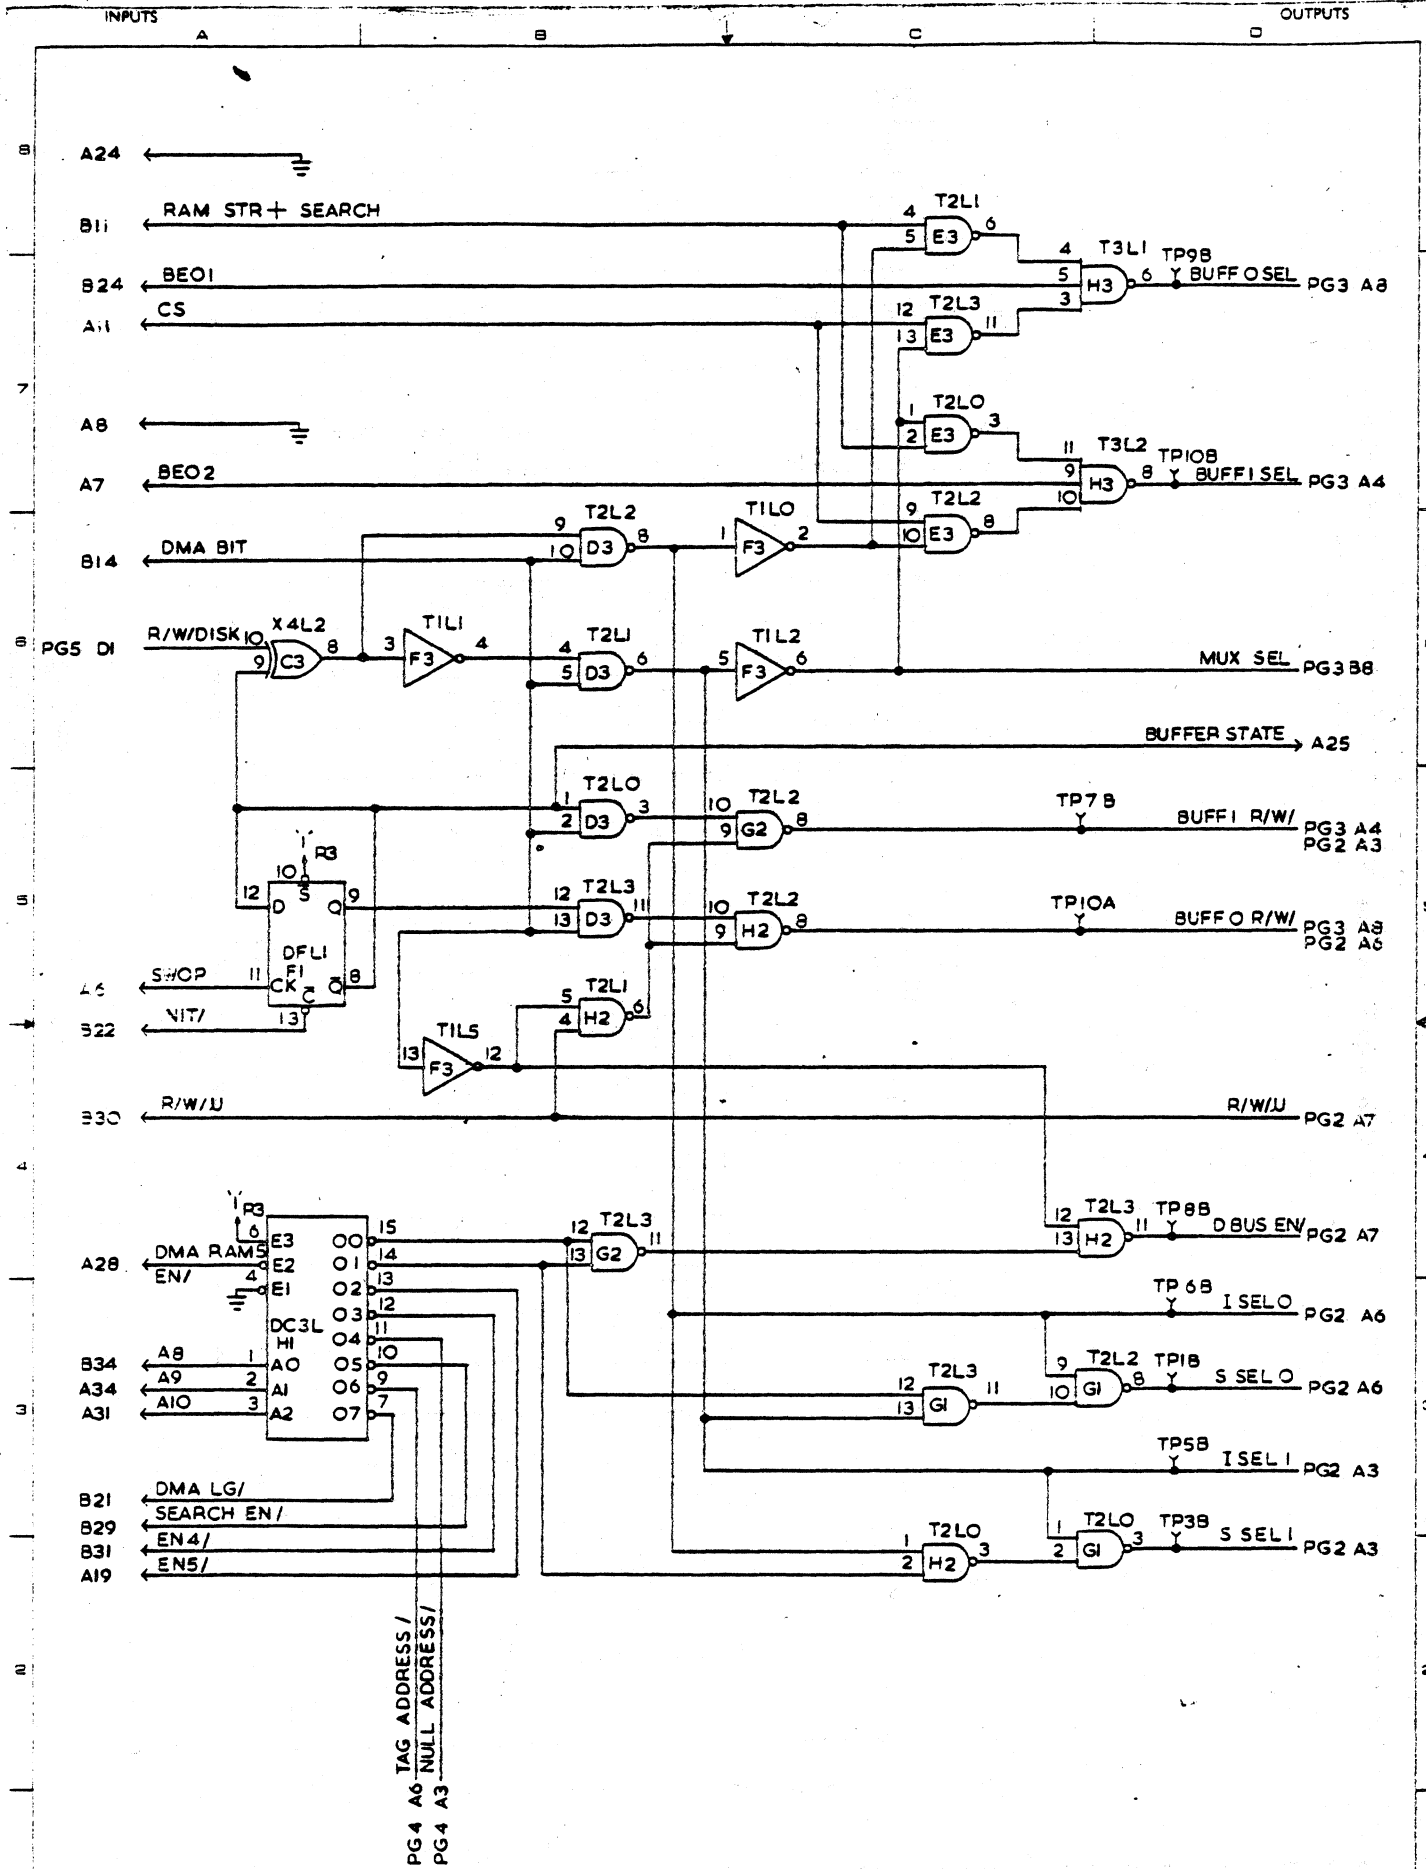 INPUTS OUTPUTS
A B C D
8
A24
B11 RAM STR + SEARCH
4 T2L1 6
5 E3
B24 BEO1
4 T3L1 TP9B
5 H3 6 BUFF O SEL PG3 A8
3
CS
12 T2L3 11
13 E3
7
A8
1 T2L0 3
2 E3
A7 BEO2
11 T3L2 TP10B
9 H3 8 BUFF1 SEL PG3 A4
10
9 T2L2 8
10 E3
B14 DMA BIT
9 T2L2 8
10 D3
1 T1L0 2
F3
6
PG5 D1 R/W/DISK 10 X4L2 8
9 C3
3 T1L1 4
F3
4 T2L1 6
5 D3
5 T1L2 6
F3
MUX SEL PG3 B8
BUFFER STATE A25
1 T2L0 3
2 D3
10 T2L2 8
9 G2
TP7B
BUFF1 R/W/ PG3 A4
PG2 A3
5
'1' R3
10 S
12 D Q 9
DFL1
F1
11 CK C Q 8
13
12 T2L3 11
13 D3
10 T2L2 8
9 H2
TP10A
BUFF O R/W/ PG3 A8
PG2 A6
A6
B22
5 T2L1 6
4 H2
13 T1L5 12
F3
B30 R/W/U R/W/U PG2 A7
4
'1' R3
6 E3 O0 15
A28 DMA RAM 5 E2 O1 14
EN/
4 E1 O2 13
O3 12
DC3L O4 11
H1
B34 A8 1 A0 O5 10
A34 A9 2 A1 O6 9
A31 A10 3 A2 O7 7
12 T2L3 11
13 G2
12 T2L3 TP8B
13 H2 11 D BUS EN/ PG2 A7
TP6B
I SEL0 PG2 A6
3
12 T2L3 11
13 G1
9 T2L2 TP1B
10 G1 8 S SEL O PG2 A6
TP5B
I SEL 1 PG2 A3
B21 DMA LG/
B29 SEARCH EN/
B31 EN4/
A19 EN5/
1 T2L0 3
2 H2
1 T2L0 TP3B
2 G1 3 S SEL 1 PG2 A3
2
PG4 A6 TAG ADDRESS/
PG4 A3 NULL ADDRESS/